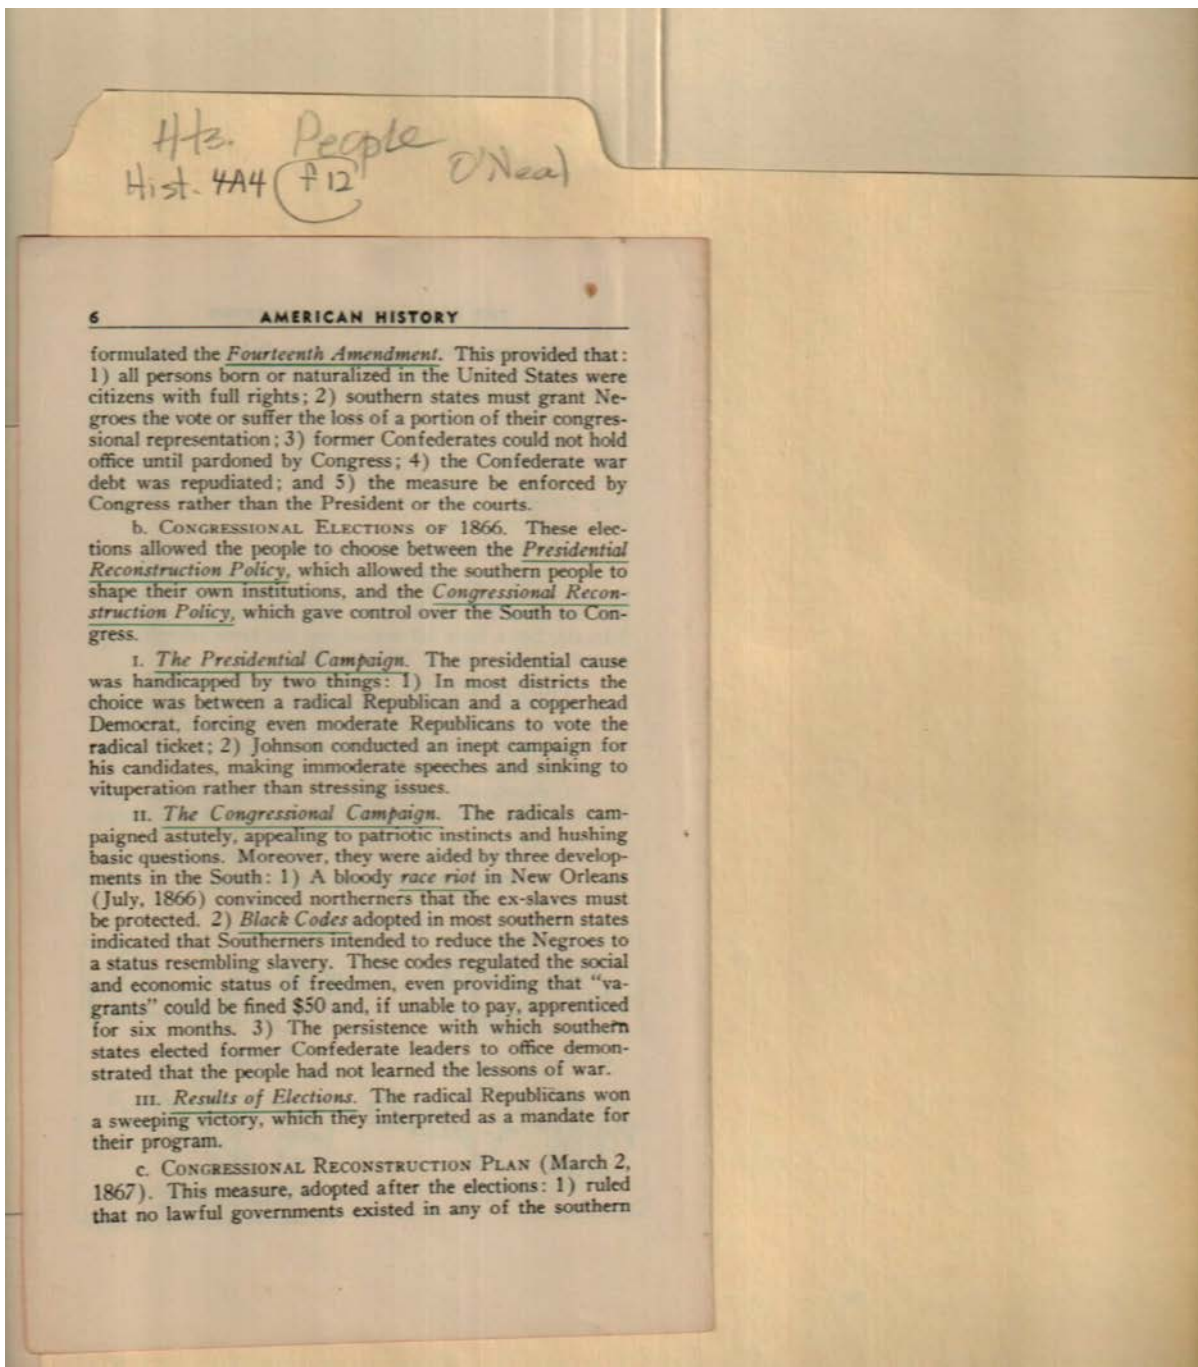 Htz. People
Hist. 4A4 f12 O'Neal
6 AMERICAN HISTORY
formulated the Fourteenth Amendment. This provided that:
1) all persons born or naturalized in the United States were
citizens with full rights; 2) southern states must grant Ne-
groes the vote or suffer the loss of a portion of their congres-
sional representation; 3) former Confederates could not hold
office until pardoned by Congress; 4) the Confederate war
debt was repudiated; and 5) the measure be enforced by
Congress rather than the President or the courts.
b. CONGRESSIONAL ELECTIONS OF 1866. These elec-
tions allowed the people to choose between the Presidential
Reconstruction Policy, which allowed the southern people to
shape their own institutions, and the Congressional Recon-
struction Policy, which gave control over the South to Con-
gress.
I. The Presidential Campaign. The presidential cause
was handicapped by two things: 1) In most districts the
choice was between a radical Republican and a copperhead
Democrat, forcing even moderate Republicans to vote the
radical ticket; 2) Johnson conducted an inept campaign for
his candidates, making immoderate speeches and sinking to
vituperation rather than stressing issues.
II. The Congressional Campaign. The radicals cam-
paigned astutely, appealing to patriotic instincts and hushing
basic questions. Moreover, they were aided by three develop-
ments in the South: 1) A bloody race riot in New Orleans
(July, 1866) convinced northerners that the ex-slaves must
be protected. 2) Black Codes adopted in most southern states
indicated that Southerners intended to reduce the Negroes to
a status resembling slavery. These codes regulated the social
and economic status of freedmen, even providing that "va-
grants" could be fined $50 and, if unable to pay, apprenticed
for six months. 3) The persistence with which southern
states elected former Confederate leaders to office demon-
strated that the people had not learned the lessons of war.
III. Results of Elections. The radical Republicans won
a sweeping victory, which they interpreted as a mandate for
their program.
c. CONGRESSIONAL RECONSTRUCTION PLAN (March 2,
1867). This measure, adopted after the elections: 1) ruled
that no lawful governments existed in any of the southern